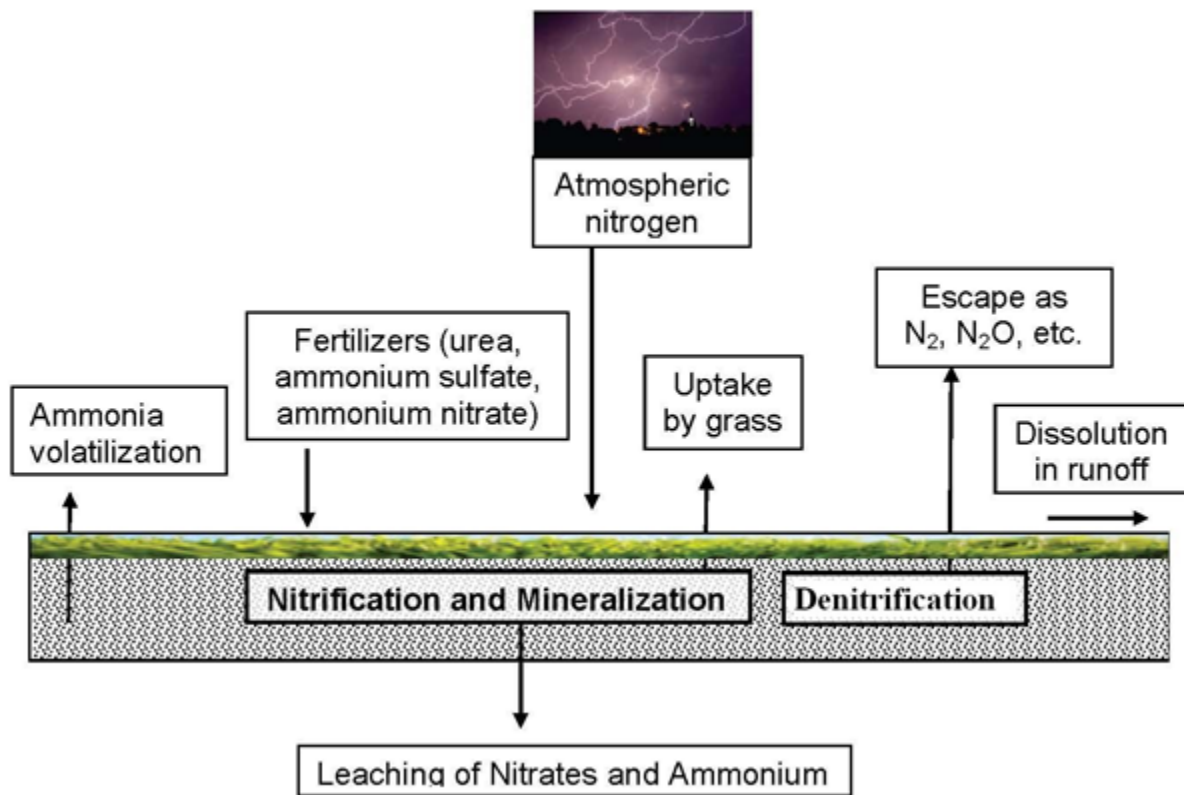 Atmospheric
nitrogen
Escape as
N₂, N₂O, etc.
Fertilizers (urea,
ammonium sulfate,
ammonium nitrate)
Uptake
by grass
Ammonia
volatilization
Dissolution
in runoff
Nitrification and Mineralization
Denitrification
Leaching of Nitrates and Ammonium